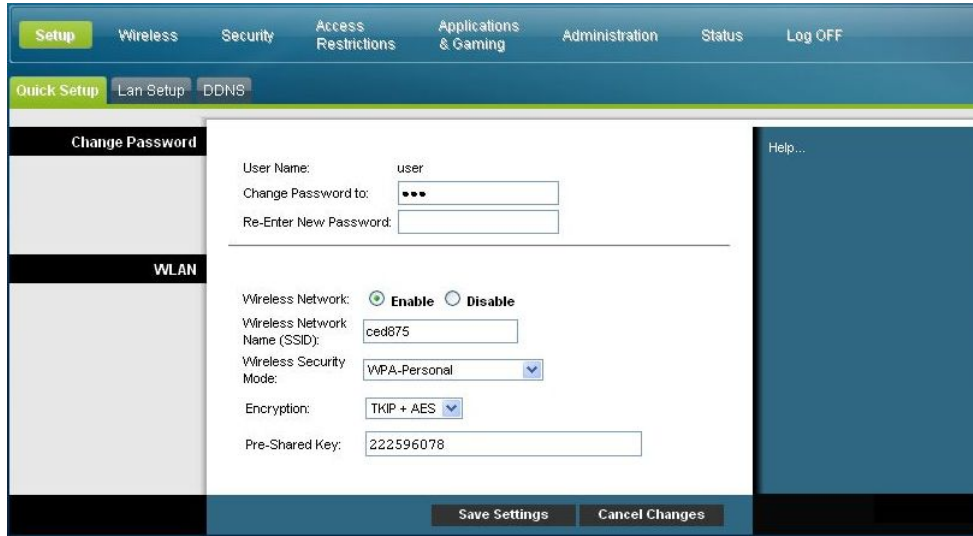 Setup Wireless Security Access Restrictions Applications & Gaming Administration Status Log OFF
Quick Setup Lan Setup DDNS
Change Password
Help...
User Name: user
Change Password to: •••
Re-Enter New Password:
WLAN
Wireless Network: Enable Disable
Wireless Network Name (SSID): ced875
Wireless Security Mode: WPA-Personal
Encryption: TKIP + AES
Pre-Shared Key: 222596078
Save Settings Cancel Changes